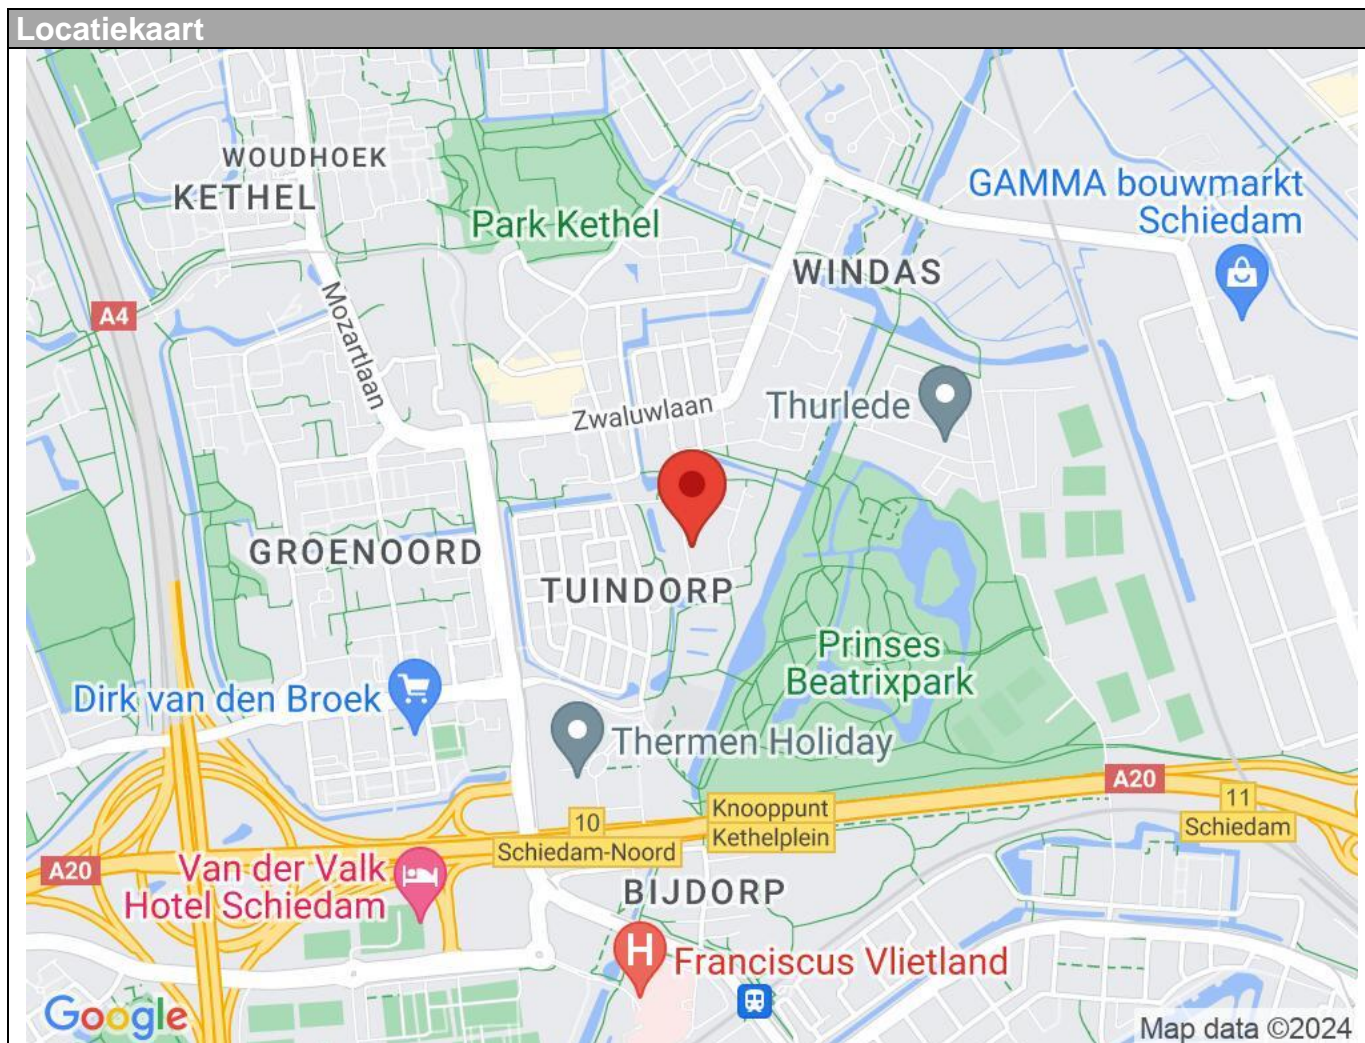 Locatiekaart
WOUDHOEK
KETHEL
Park Kethel
GAMMA bouwmarkt
Schiedam
WINDAS
A4
Mozartlaan
Zwaluwlaan
Thurlede
GROENOORD
TUINDORP
Prinses
Beatrixpark
Dirk van den Broek
Thermen Holiday
A20
11
Schiedam
Knooppunt
Kethelplein
10
Schiedam-Noord
A20
Van der Valk
Hotel Schiedam
BIJDORP
H
Franciscus Vlietland
Google
Map data ©2024